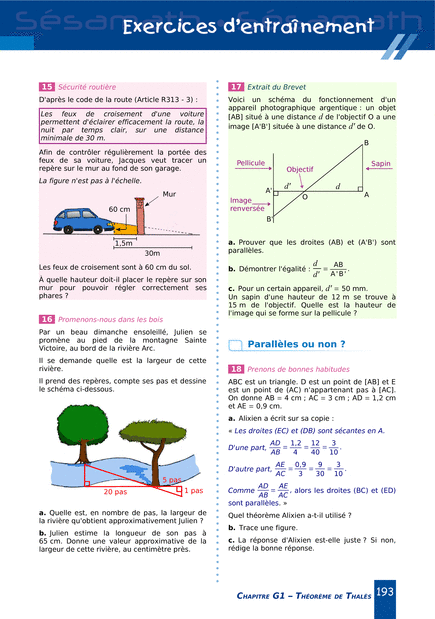 Sésamath
Exercices d'entraînement
15 Sécurité routière
D'après le code de la route (Article R313 - 3) :
Les feux de croisement d'une voiture
permettent d'éclairer efficacement la route, la
nuit par temps clair, sur une distance
minimale de 30 m.
Afin de contrôler régulièrement la portée des
feux de sa voiture, Jacques veut tracer un
repère sur le mur au fond de son garage.
La figure n'est pas à l'échelle.
Mur
60 cm
1,5m
30m
Les feux de croisement sont à 60 cm du sol.
À quelle hauteur doit-il placer le repère sur son
mur pour pouvoir régler correctement ses
phares ?
16 Promenons-nous dans les bois
Par un beau dimanche ensoleillé, Julien se
promène au pied de la montagne Sainte
Victoire, au bord de la rivière Arc.
Il se demande quelle est la largeur de cette
rivière.
Il prend des repères, compte ses pas et dessine
le schéma ci-dessous.
5 pas
20 pas
1 pas
a. Quelle est, en nombre de pas, la largeur de
la rivière qu'obtient approximativement Julien ?
b. Julien estime la longueur de son pas à
65 cm. Donne une valeur approximative de la
largeur de cette rivière, au centimètre près.
17 Extrait du Brevet
Voici un schéma du fonctionnement d'un
appareil photographique argentique : un objet
[AB] situé à une distance d de l'objectif O a une
image [A'B'] située à une distance d' de O.
B
Pellicule
Objectif
Sapin
A'
d'
d
O
A
Image
renversée
B'
a. Prouver que les droites (AB) et (A'B') sont
parallèles.
b. Démontrer l'égalité : d/d' = AB/A'B'.
c. Pour un certain appareil, d' = 50 mm.
Un sapin d'une hauteur de 12 m se trouve à
15 m de l'objectif. Quelle est la hauteur de
l'image qui se forme sur la pellicule ?
Parallèles ou non ?
18 Prenons de bonnes habitudes
ABC est un triangle. D est un point de [AB] et E
est un point de (AC) n'appartenant pas à [AC].
On donne AB = 4 cm ; AC = 3 cm ; AD = 1,2 cm
et AE = 0,9 cm.
a. Alixien a écrit sur sa copie :
« Les droites (EC) et (DB) sont sécantes en A.
D'une part, AD/AB = 1,2/4 = 12/40 = 3/10.
D'autre part, AE/AC = 0,9/3 = 9/30 = 3/10.
Comme AD/AB = AE/AC, alors les droites (BC) et (ED)
sont parallèles. »
Quel théorème Alixien a-t-il utilisé ?
b. Trace une figure.
c. La réponse d'Alixien est-elle juste ? Si non,
rédige la bonne réponse.
Chapitre G1 – Théorème de Thalès 193